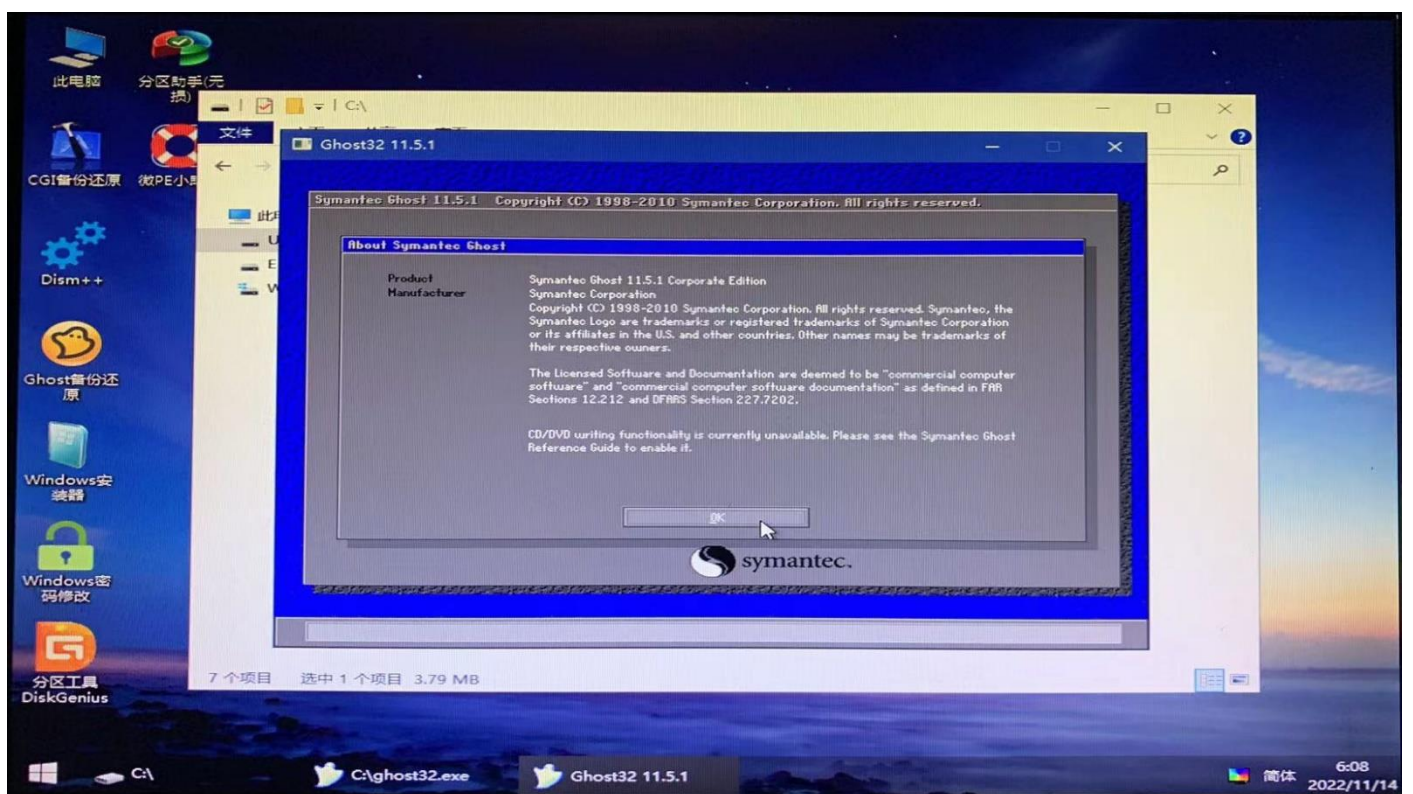 此电脑
分区助手(无
损)
CGI备份还原
Dism++
Ghost备份还
原
Windows安
装器
Windows密
码修改
分区工具
DiskGenius
C:\
文件
Ghost32 11.5.1
Symantec Ghost 11.5.1 Copyright (C) 1998-2010 Symantec Corporation. All rights reserved.
About Symantec Ghost
Product Symantec Ghost 11.5.1 Corporate Edition
Manufacturer Symantec Corporation
Copyright (C) 1998-2010 Symantec Corporation. All rights reserved. Symantec, the
Symantec Logo are trademarks or registered trademarks of Symantec Corporation
or its affiliates in the U.S. and other countries. Other names may be trademarks of
their respective owners.
The Licensed Software and Documentation are deemed to be "commercial computer
software" and "commercial computer software documentation" as defined in FAR
Sections 12.212 and DFARS Section 227.7202.
CD/DVD writing functionality is currently unavailable. Please see the Symantec Ghost
Reference Guide to enable it.
OK
symantec.
7 个项目 选中 1 个项目 3.79 MB
C:\
C:\ghost32.exe
Ghost32 11.5.1
简体
6:08
2022/11/14